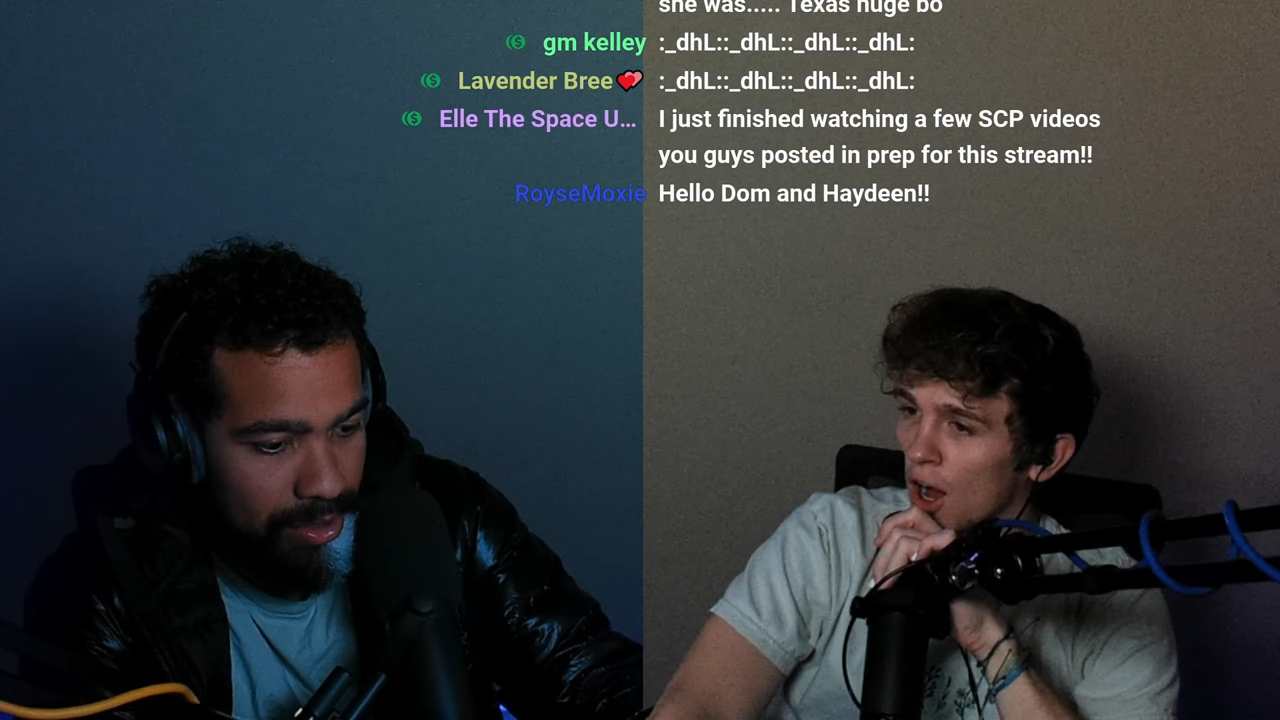 she was..... Texas huge bo
gm kelley :_dhL::_dhL::_dhL::_dhL:
Lavender Bree :_dhL::_dhL::_dhL::_dhL:
Elle The Space U... I just finished watching a few SCP videos
you guys posted in prep for this stream!!
RoyseMoxie Hello Dom and Haydeen!!